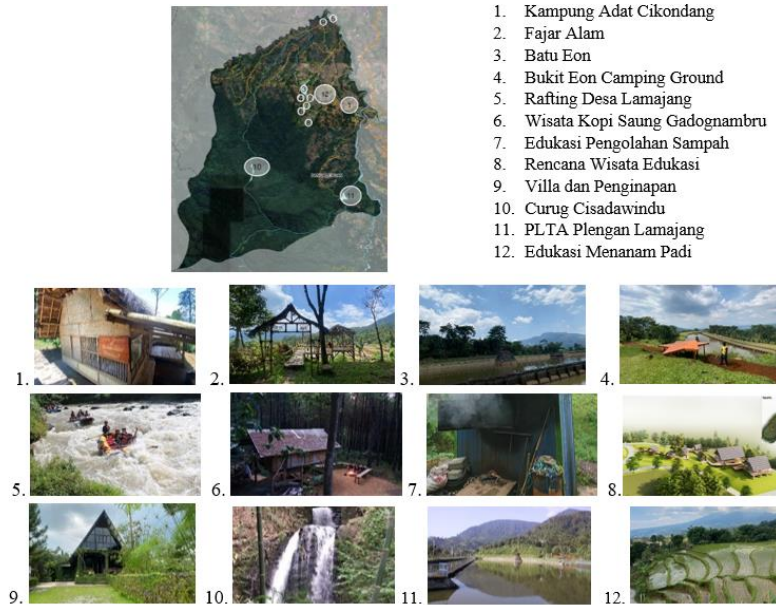 1. Kampung Adat Cikondang
2. Fajar Alam
3. Batu Eon
4. Bukit Eon Camping Ground
5. Rafting Desa Lamajang
6. Wisata Kopi Saung Gadognambru
7. Edukasi Pengolahan Sampah
8. Rencana Wisata Edukasi
9. Villa dan Penginapan
10. Curug Cisadawindu
11. PLTA Plengan Lamajang
12. Edukasi Menanam Padi
12
10
1.
2.
3.
4.
5.
6.
7.
8.
9.
10.
11.
12.